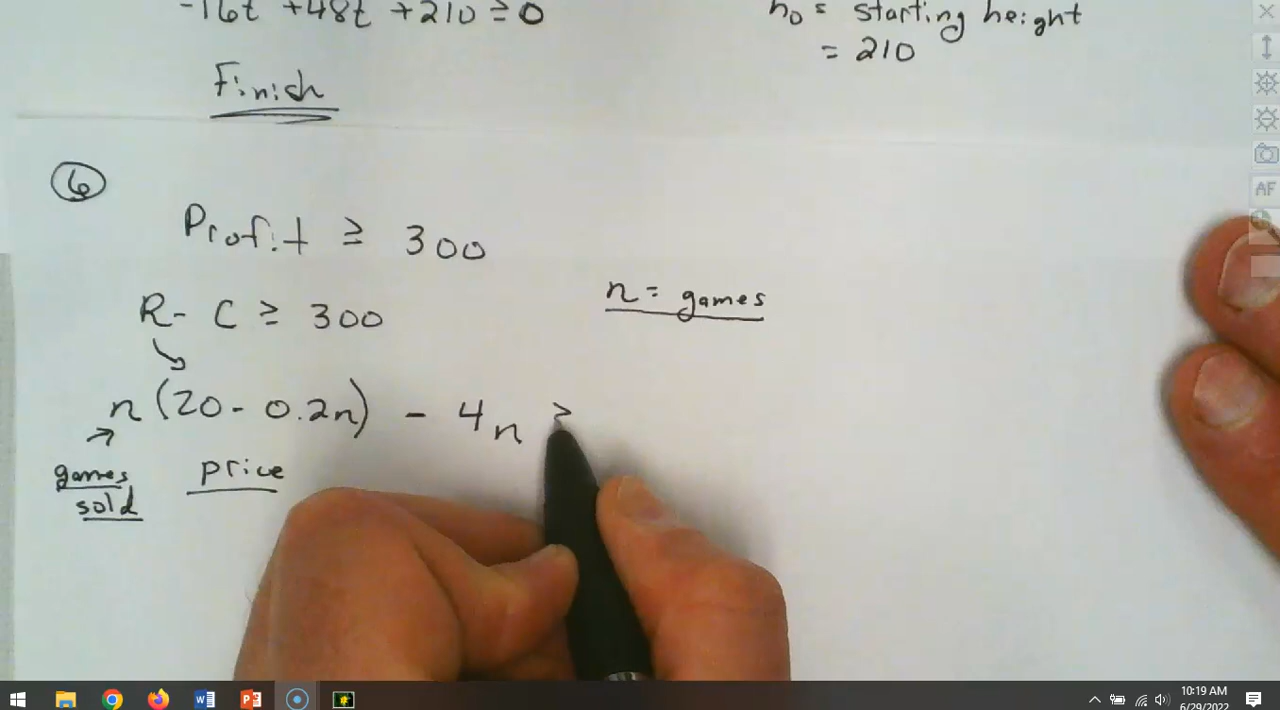 -16t +48t +210 ≥ 0
h0 = starting height
= 210
Finish
6
Profit ≥ 300
n = games
R - C ≥ 300
n(20 - 0.2n) - 4n ≥
games
sold
price
AF
10:19 AM
6/29/2022